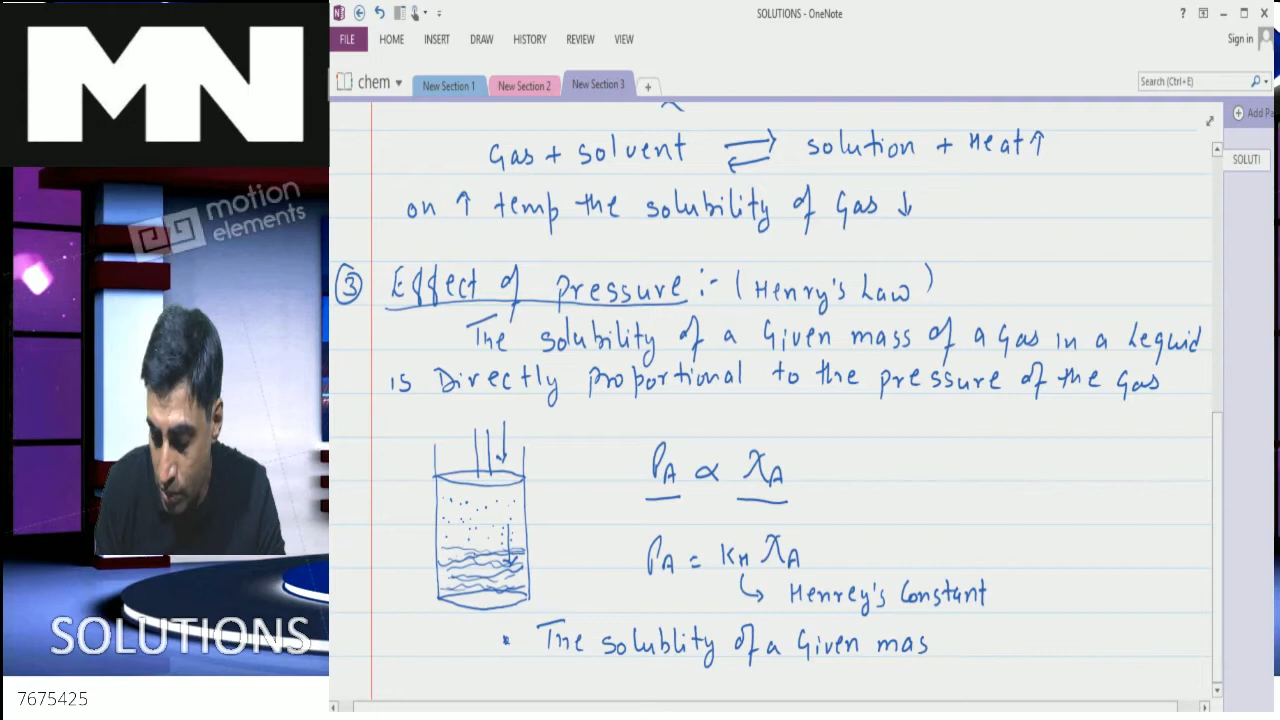 MN
motion
elements
SOLUTIONS
7675425
SOLUTIONS - OneNote
FILE HOME INSERT DRAW HISTORY REVIEW VIEW
Sign in
chem New Section 1 New Section 2 New Section 3 +
Search (Ctrl+E)
Add Pa
SOLUTI
Gas + solvent ⇌ solution + Heat ↑
on ↑ temp the solubility of Gas ↓
③ Effect of pressure :- (Henry's Law)
The solubility of a Given mass of a Gas in a Lequid
is Directly proportional to the pressure of the Gas
PA ∝ XA
PA = KH XA
↳ Henrey's Constant
* The solublity of a Given mas